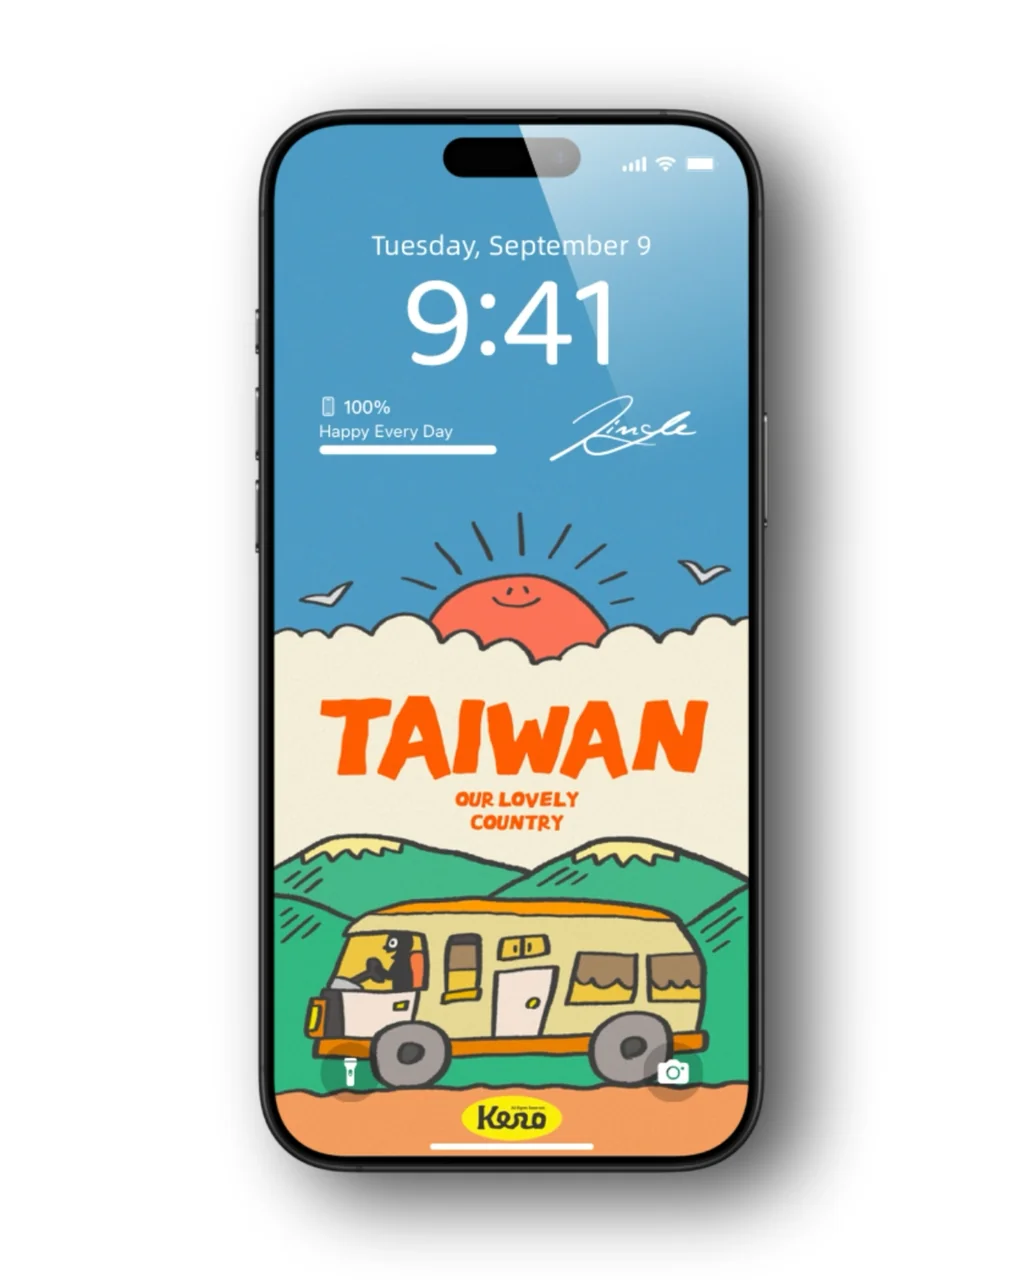 Tuesday, September 9
9:41
100%
Happy Every Day
TAIWAN
OUR LOVELY
COUNTRY
Kero